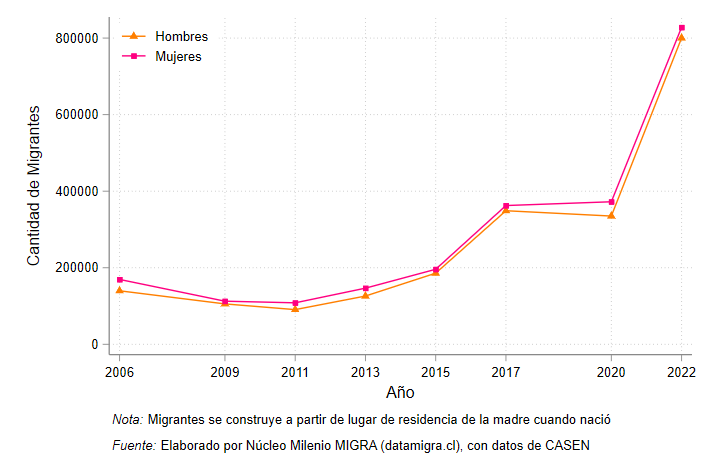 Hombres
Mujeres
Cantidad de Migrantes
800000
600000
400000
200000
0
2006 2009 2011 2013 2015 2017 2020 2022
Año
Nota: Migrantes se construye a partir de lugar de residencia de la madre cuando nació
Fuente: Elaborado por Núcleo Milenio MIGRA (datamigra.cl), con datos de CASEN